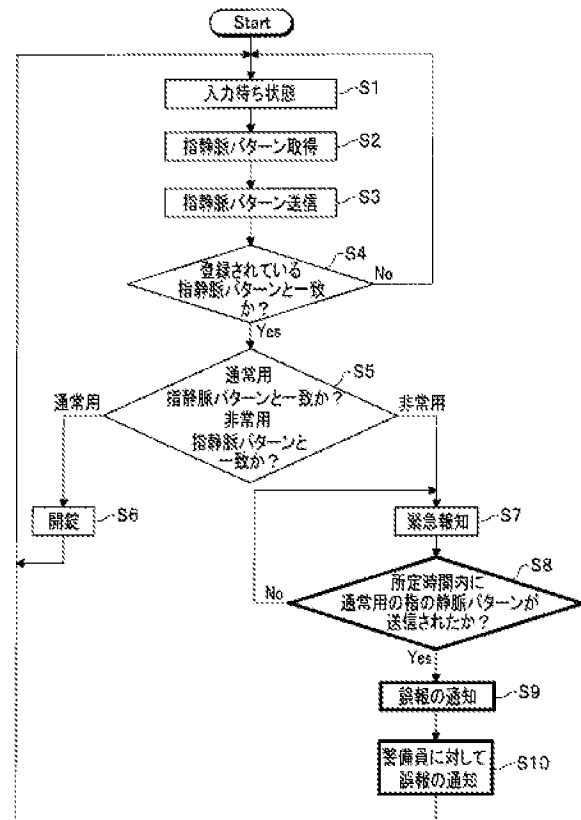 Start
入力待ち状態
S1
指静脈パターン取得
S2
指静脈パターン送信
S3
S4
登録されている
指静脈パターンと一致
か？
No
Yes
S5
通常用
指静脈パターンと一致か？
非常用
指静脈パターンと
一致か？
通常用
非常用
開錠
S6
緊急報知
S7
S8
所定時間内に
通常用の指の静脈パターンが
送信されたか？
No
Yes
誤報の通知
S9
警備員に対して
誤報の通知
S10